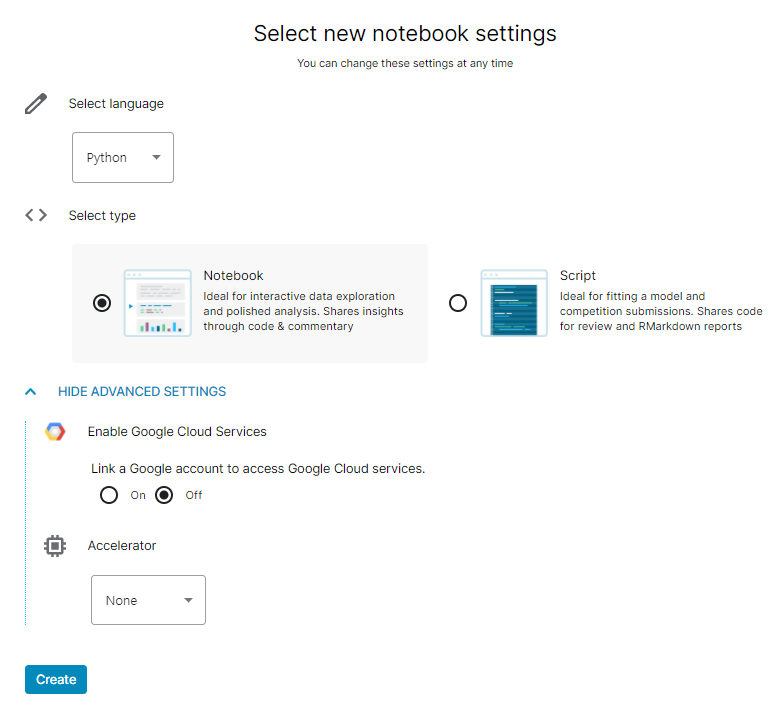 Select new notebook settings
You can change these settings at any time
Select language
Python
Select type
Notebook
Ideal for interactive data exploration
and polished analysis. Shares insights
through code & commentary
Script
Ideal for fitting a model and
competition submissions. Shares code
for review and RMarkdown reports
HIDE ADVANCED SETTINGS
Enable Google Cloud Services
Link a Google account to access Google Cloud services.
On Off
Accelerator
None
Create